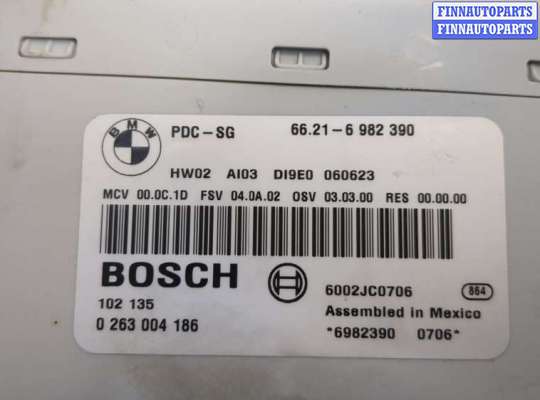 FINNAUTOPARTS
FINNAUTOPARTS
BMW
PDC-SG 66.21-6 982 390
HW02 AI03 DI9E0 060623
MCV 00.0C.1D FSV 04.0A.02 OSV 03.03.00 RES 00.00.00
BOSCH
102 135
0 263 004 186
6002JC0706 864
Assembled in Mexico
*6982390 0706*